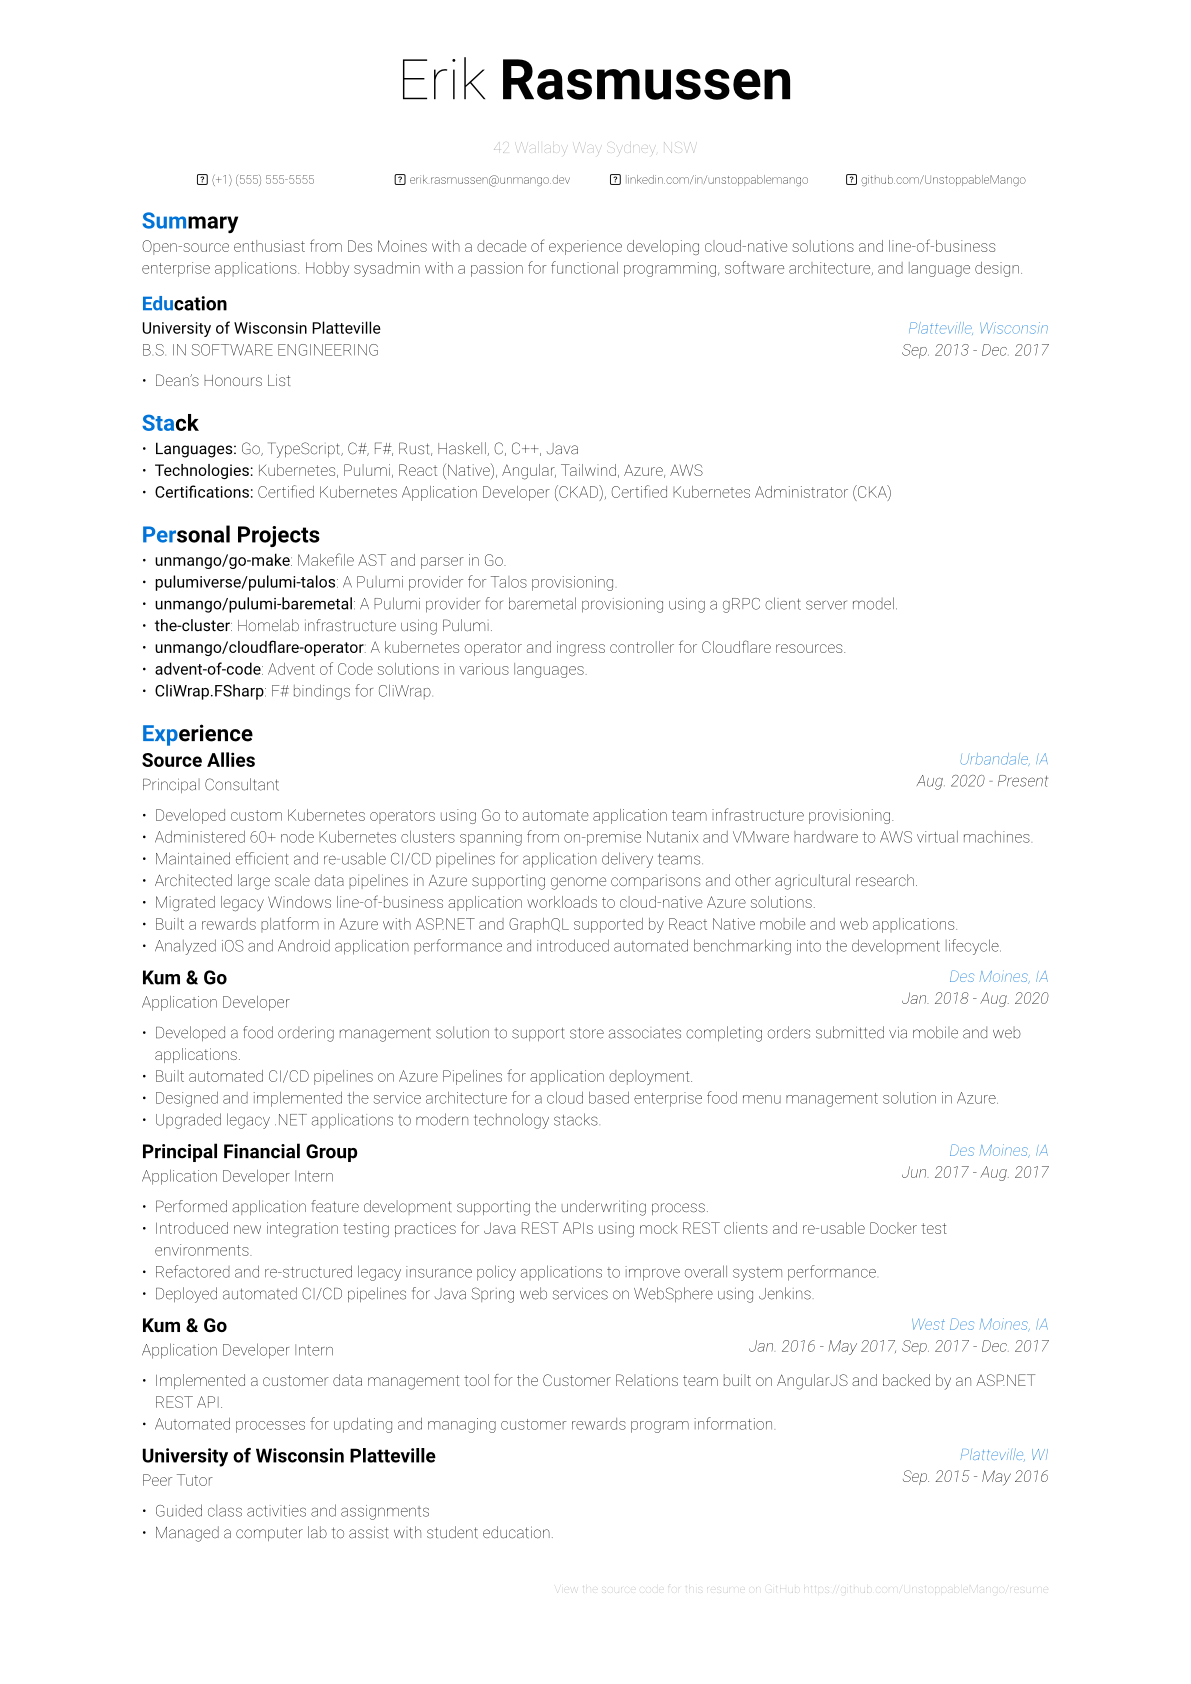 Erik Rasmussen
42 Wallaby Way Sydney, NSW
(+1) (555) 555-5555 erik.rasmussen@unmango.dev linkedin.com/in/unstoppablemango github.com/UnstoppableMango
Summary
Open-source enthusiast from Des Moines with a decade of experience developing cloud-native solutions and line-of-business
enterprise applications. Hobby sysadmin with a passion for functional programming, software architecture, and language design.
Education
University of Wisconsin Platteville Platteville, Wisconsin
B.S. IN SOFTWARE ENGINEERING Sep. 2013 - Dec. 2017
• Dean's Honours List
Stack
• Languages: Go, TypeScript, C#, F#, Rust, Haskell, C, C++, Java
• Technologies: Kubernetes, Pulumi, React (Native), Angular, Tailwind, Azure, AWS
• Certifications: Certified Kubernetes Application Developer (CKAD), Certified Kubernetes Administrator (CKA)
Personal Projects
• unmango/go-make: Makefile AST and parser in Go.
• pulumiverse/pulumi-talos: A Pulumi provider for Talos provisioning.
• unmango/pulumi-baremetal: A Pulumi provider for baremetal provisioning using a gRPC client server model.
• the-cluster: Homelab infrastructure using Pulumi.
• unmango/cloudflare-operator: A kubernetes operator and ingress controller for Cloudflare resources.
• advent-of-code: Advent of Code solutions in various languages.
• CliWrap.FSharp: F# bindings for CliWrap.
Experience
Source Allies Urbandale, IA
Principal Consultant Aug. 2020 - Present
• Developed custom Kubernetes operators using Go to automate application team infrastructure provisioning.
• Administered 60+ node Kubernetes clusters spanning from on-premise Nutanix and VMware hardware to AWS virtual machines.
• Maintained efficient and re-usable CI/CD pipelines for application delivery teams.
• Architected large scale data pipelines in Azure supporting genome comparisons and other agricultural research.
• Migrated legacy Windows line-of-business application workloads to cloud-native Azure solutions.
• Built a rewards platform in Azure with ASP.NET and GraphQL supported by React Native mobile and web applications.
• Analyzed iOS and Android application performance and introduced automated benchmarking into the development lifecycle.
Kum & Go Des Moines, IA
Application Developer Jan. 2018 - Aug. 2020
• Developed a food ordering management solution to support store associates completing orders submitted via mobile and web
applications.
• Built automated CI/CD pipelines on Azure Pipelines for application deployment.
• Designed and implemented the service architecture for a cloud based enterprise food menu management solution in Azure.
• Upgraded legacy .NET applications to modern technology stacks.
Principal Financial Group Des Moines, IA
Application Developer Intern Jun. 2017 - Aug. 2017
• Performed application feature development supporting the underwriting process.
• Introduced new integration testing practices for Java REST APIs using mock REST clients and re-usable Docker test
environments.
• Refactored and re-structured legacy insurance policy applications to improve overall system performance.
• Deployed automated CI/CD pipelines for Java Spring web services on WebSphere using Jenkins.
Kum & Go West Des Moines, IA
Application Developer Intern Jan. 2016 - May 2017, Sep. 2017 - Dec. 2017
• Implemented a customer data management tool for the Customer Relations team built on AngularJS and backed by an ASP.NET
REST API.
• Automated processes for updating and managing customer rewards program information.
University of Wisconsin Platteville Platteville, WI
Peer Tutor Sep. 2015 - May 2016
• Guided class activities and assignments
• Managed a computer lab to assist with student education.
View the source code for this resume on GitHub https://github.com/UnstoppableMango/resume